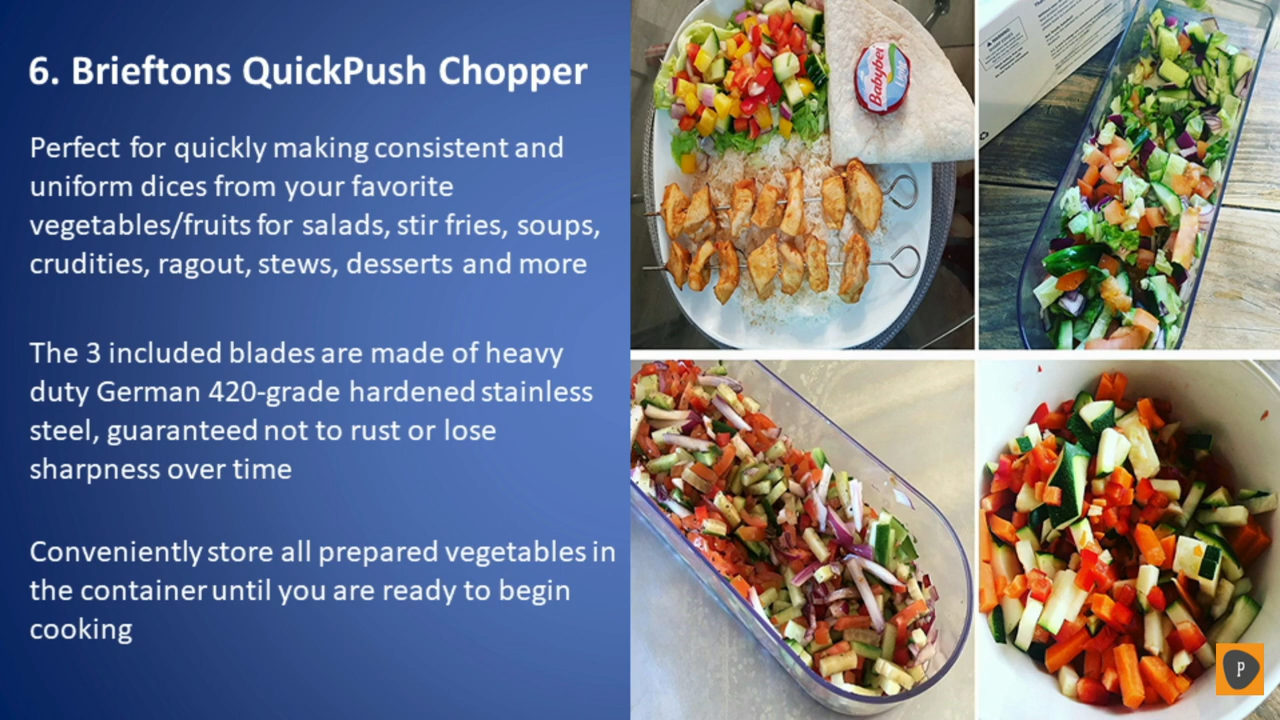 6. Brieftons QuickPush Chopper
Perfect for quickly making consistent and
uniform dices from your favorite
vegetables/fruits for salads, stir fries, soups,
crudities, ragout, stews, desserts and more
The 3 included blades are made of heavy
duty German 420-grade hardened stainless
steel, guaranteed not to rust or lose
sharpness over time
Conveniently store all prepared vegetables in
the container until you are ready to begin
cooking
Babybel
P